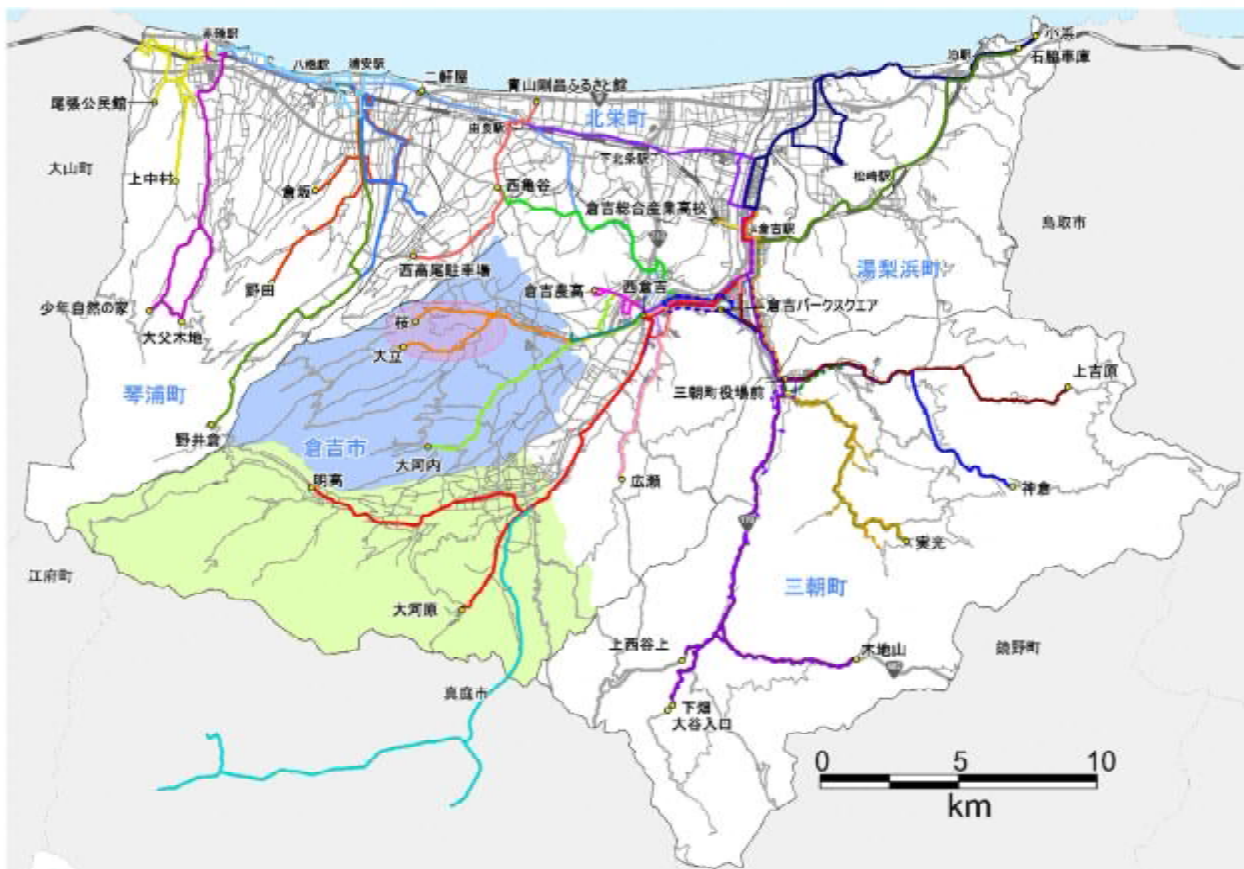 小浜
泊駅
石脇車庫
赤碕駅
八橋駅
浦安駅
二軒屋
青山剛昌ふるさと館
尾張公民館
北栄町
由良駅
下北条駅
大山町
上中村
倉坂
西亀谷
松崎駅
倉吉総合産業高校
倉吉駅
鳥取市
西高尾駐車場
湯梨浜町
野田
倉吉農高
西倉吉
少年自然の家
倉吉パークスクエア
桜
大父木地
大立
琴浦町
三朝町役場前
上吉原
野井倉
倉吉市
大河内
明高
広瀬
神倉
179
実光
江府町
三朝町
大河原
上西谷上
木地山
鏡野町
482
真庭市
下畑
大谷入口
0 5 10
km